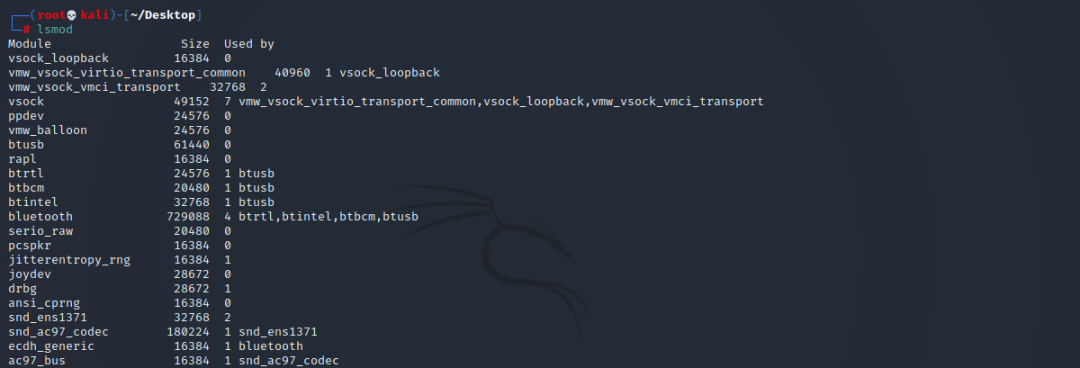 ┌──(root💀kali)-[~/Desktop]
└─# lsmod
Module                  Size  Used by
vsock_loopback         16384  0
vmw_vsock_virtio_transport_common    40960  1 vsock_loopback
vmw_vsock_vmci_transport    32768  2
vsock                  49152  7 vmw_vsock_virtio_transport_common,vsock_loopback,vmw_vsock_vmci_transport
ppdev                  24576  0
vmw_balloon            24576  0
btusb                  61440  0
rapl                   16384  0
btrtl                  24576  1 btusb
btbcm                  20480  1 btusb
btintel                32768  1 btusb
bluetooth             729088  4 btrtl,btintel,btbcm,btusb
serio_raw              20480  0
pcspkr                 16384  0
jitterentropy_rng      16384  1
joydev                 28672  0
drbg                   28672  1
ansi_cprng             16384  0
snd_ens1371            32768  2
snd_ac97_codec        180224  1 snd_ens1371
ecdh_generic           16384  1 bluetooth
ac97_bus               16384  1 snd_ac97_codec